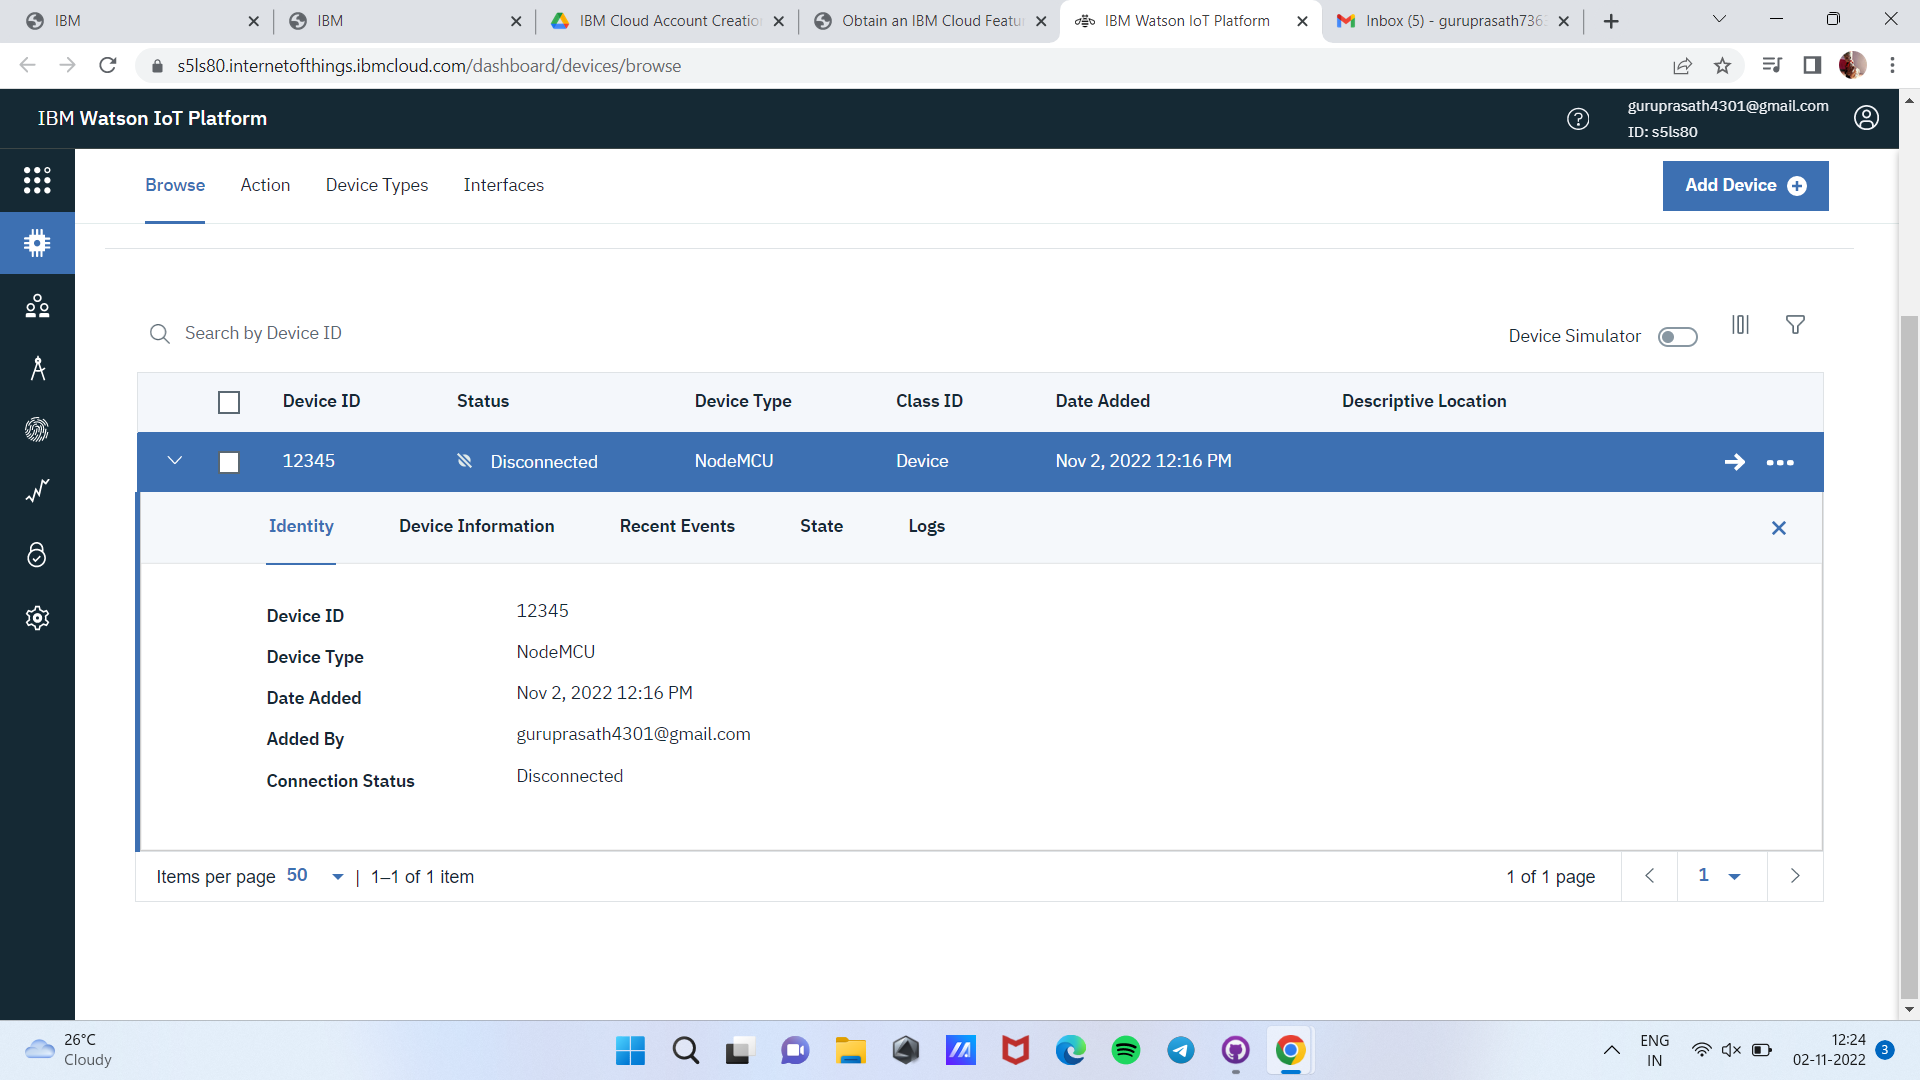 IBM
IBM
IBM Cloud Account Creatio
Obtain an IBM Cloud Featu
IBM Watson IoT Platform
Inbox (5) - guruprasath736
s5ls80.internetofthings.ibmcloud.com/dashboard/devices/browse
IBM Watson IoT Platform
guruprasath4301@gmail.com
ID: s5ls80
Browse
Action
Device Types
Interfaces
Add Device
Search by Device ID
Device Simulator
Device ID
Status
Device Type
Class ID
Date Added
Descriptive Location
12345
Disconnected
NodeMCU
Device
Nov 2, 2022 12:16 PM
Identity
Device Information
Recent Events
State
Logs
Device ID
12345
Device Type
NodeMCU
Date Added
Nov 2, 2022 12:16 PM
Added By
guruprasath4301@gmail.com
Connection Status
Disconnected
Items per page 50 | 1–1 of 1 item
1 of 1 page
1
26°C
Cloudy
ENG
IN
12:24
02-11-2022
3